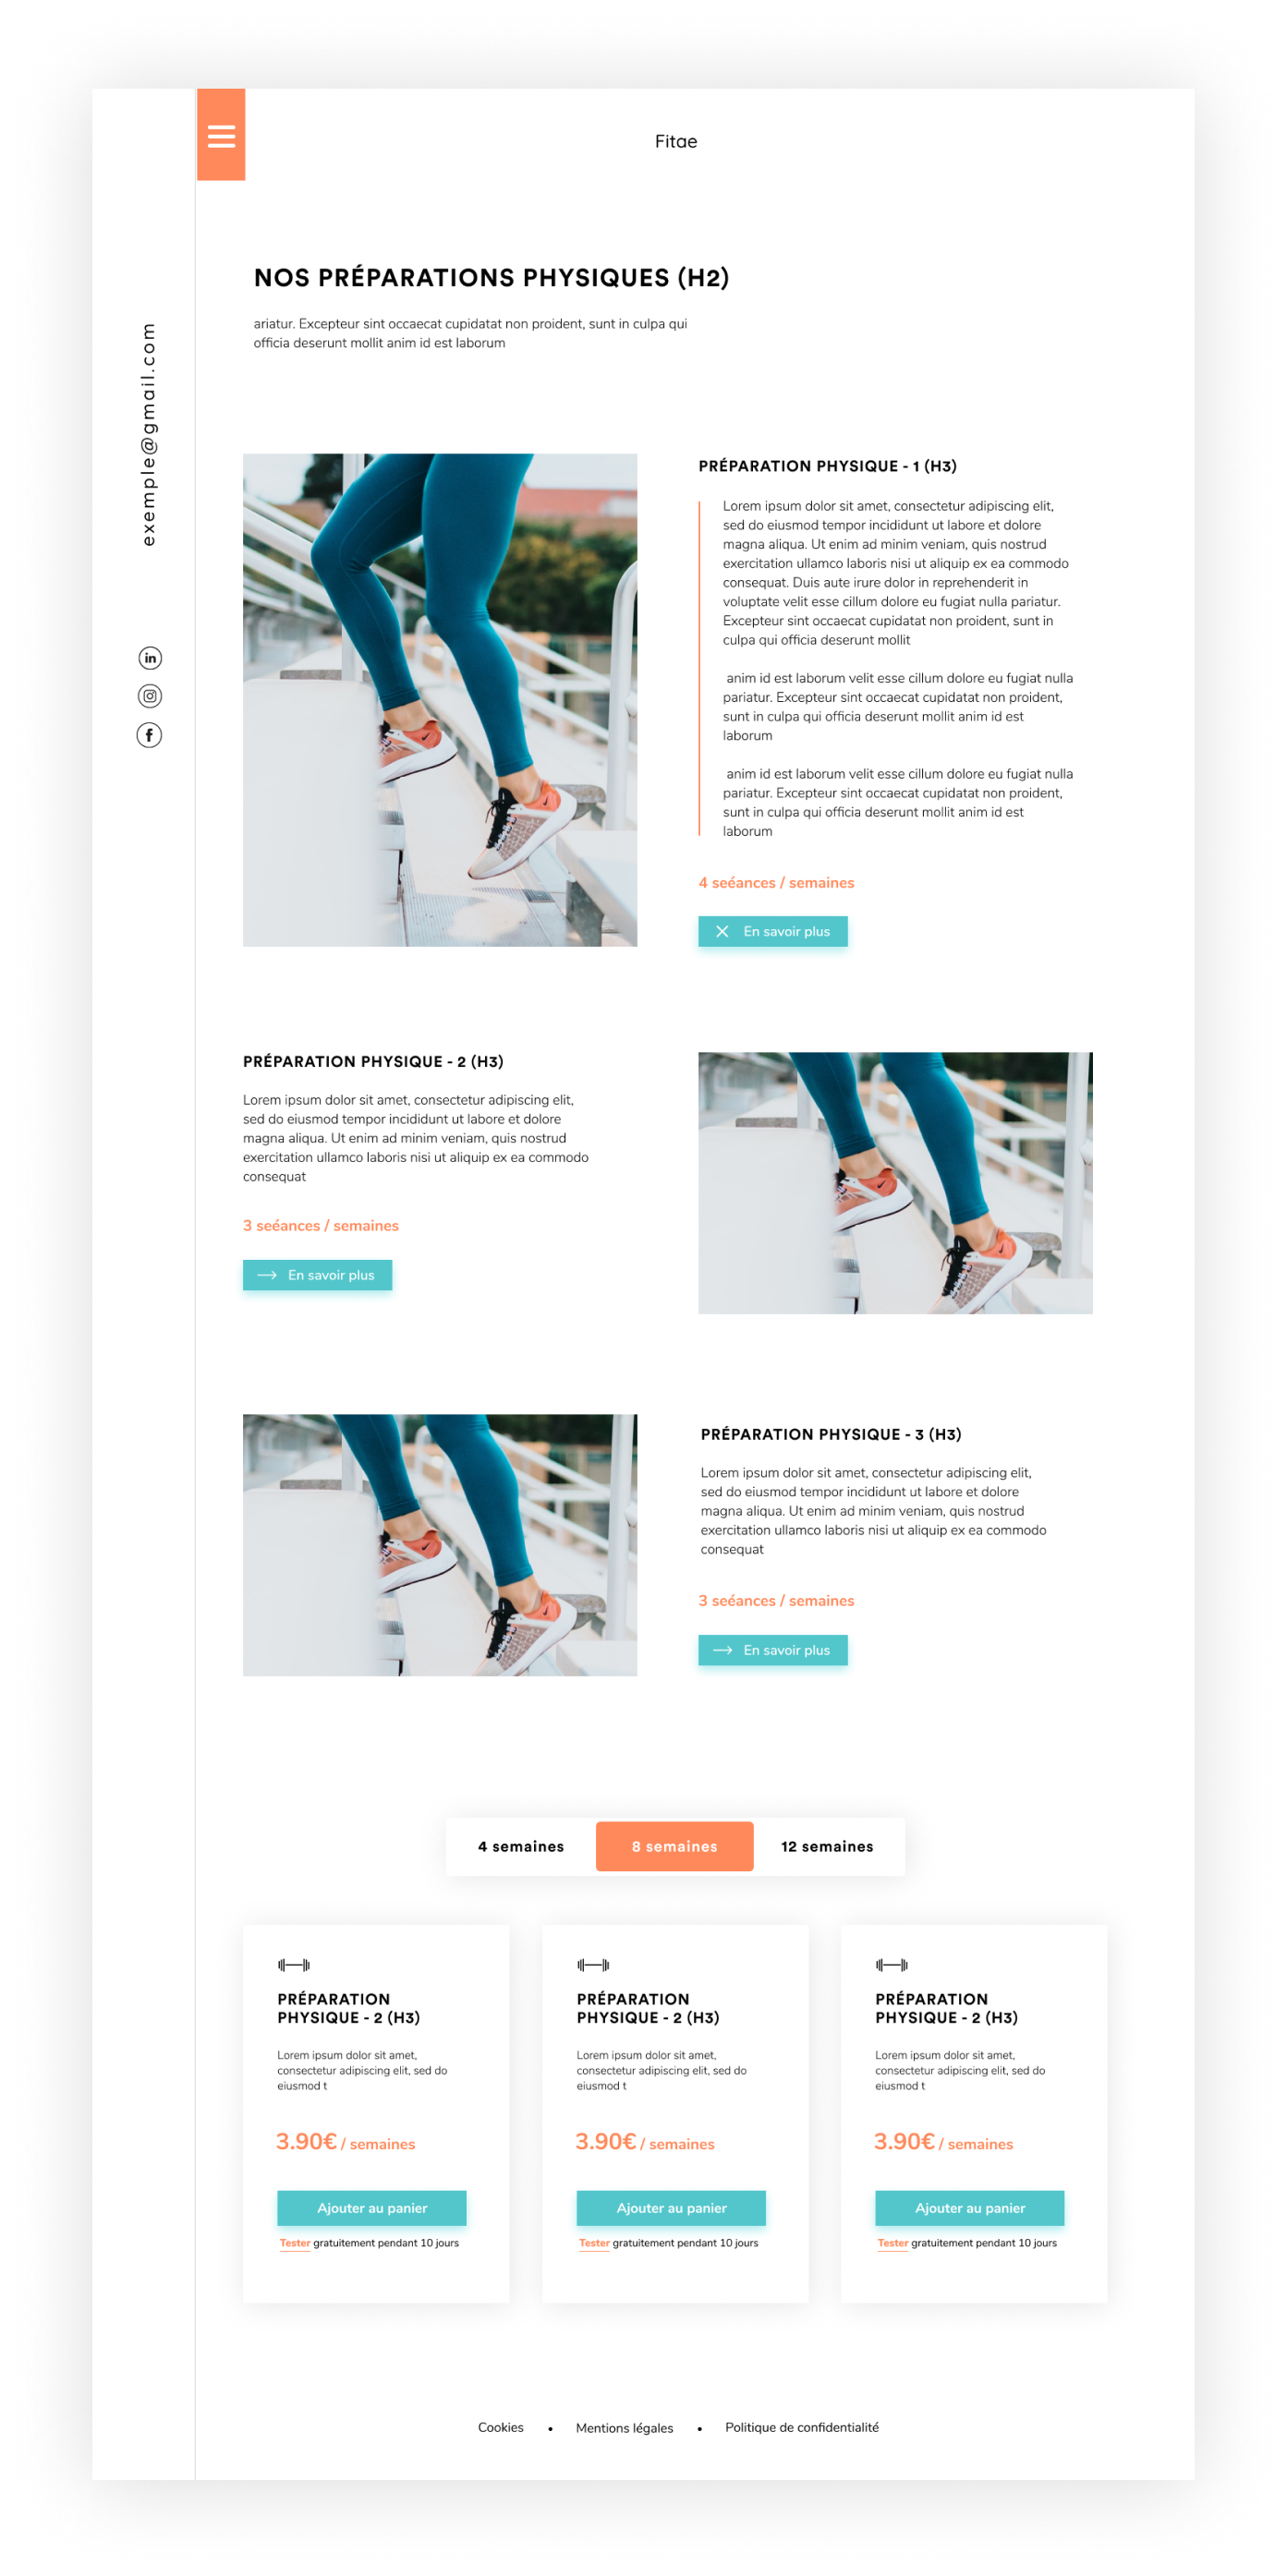 Fitae
exemple@gmail.com
in
f
NOS PRÉPARATIONS PHYSIQUES (H2)
ariatur. Excepteur sint occaecat cupidatat non proident, sunt in culpa qui
officia deserunt mollit anim id est laborum
PRÉPARATION PHYSIQUE - 1 (H3)
Lorem ipsum dolor sit amet, consectetur adipiscing elit,
sed do eiusmod tempor incididunt ut labore et dolore
magna aliqua. Ut enim ad minim veniam, quis nostrud
exercitation ullamco laboris nisi ut aliquip ex ea commodo
consequat. Duis aute irure dolor in reprehenderit in
voluptate velit esse cillum dolore eu fugiat nulla pariatur.
Excepteur sint occaecat cupidatat non proident, sunt in
culpa qui officia deserunt mollit
anim id est laborum velit esse cillum dolore eu fugiat nulla
pariatur. Excepteur sint occaecat cupidatat non proident,
sunt in culpa qui officia deserunt mollit anim id est
laborum
anim id est laborum velit esse cillum dolore eu fugiat nulla
pariatur. Excepteur sint occaecat cupidatat non proident,
sunt in culpa qui officia deserunt mollit anim id est
laborum
4 seéances / semaines
En savoir plus
PRÉPARATION PHYSIQUE - 2 (H3)
Lorem ipsum dolor sit amet, consectetur adipiscing elit,
sed do eiusmod tempor incididunt ut labore et dolore
magna aliqua. Ut enim ad minim veniam, quis nostrud
exercitation ullamco laboris nisi ut aliquip ex ea commodo
consequat
3 seéances / semaines
En savoir plus
PRÉPARATION PHYSIQUE - 3 (H3)
Lorem ipsum dolor sit amet, consectetur adipiscing elit,
sed do eiusmod tempor incididunt ut labore et dolore
magna aliqua. Ut enim ad minim veniam, quis nostrud
exercitation ullamco laboris nisi ut aliquip ex ea commodo
consequat
3 seéances / semaines
En savoir plus
4 semaines
8 semaines
12 semaines
PRÉPARATION
PHYSIQUE - 2 (H3)
Lorem ipsum dolor sit amet,
consectetur adipiscing elit, sed do
eiusmod t
3.90€ / semaines
Ajouter au panier
Tester gratuitement pendant 10 jours
PRÉPARATION
PHYSIQUE - 2 (H3)
Lorem ipsum dolor sit amet,
consectetur adipiscing elit, sed do
eiusmod t
3.90€ / semaines
Ajouter au panier
Tester gratuitement pendant 10 jours
PRÉPARATION
PHYSIQUE - 2 (H3)
Lorem ipsum dolor sit amet,
consectetur adipiscing elit, sed do
eiusmod t
3.90€ / semaines
Ajouter au panier
Tester gratuitement pendant 10 jours
Cookies • Mentions légales • Politique de confidentialité